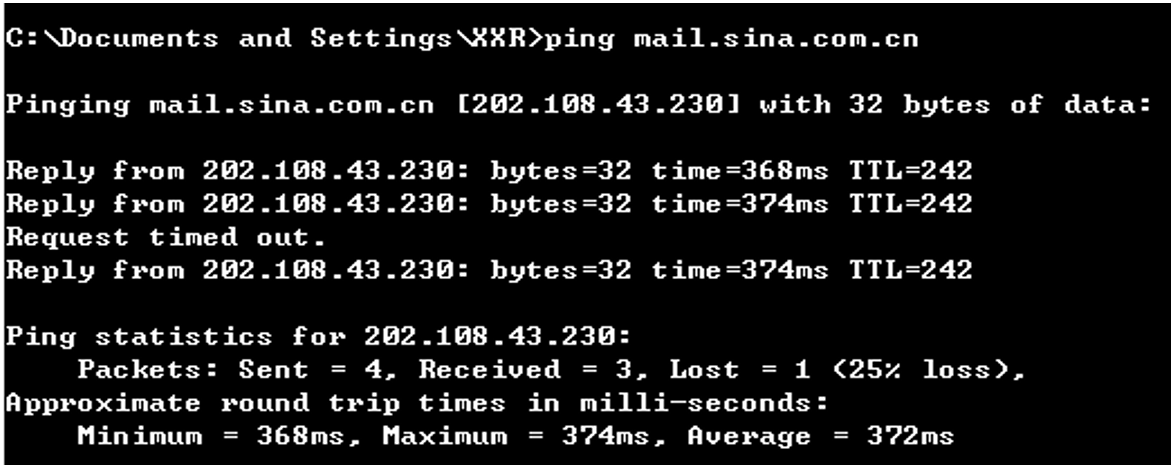 C:\Documents and Settings\XXR>ping mail.sina.com.cn
Pinging mail.sina.com.cn [202.108.43.230] with 32 bytes of data:
Reply from 202.108.43.230: bytes=32 time=368ms TTL=242
Reply from 202.108.43.230: bytes=32 time=374ms TTL=242
Request timed out.
Reply from 202.108.43.230: bytes=32 time=374ms TTL=242
Ping statistics for 202.108.43.230:
Packets: Sent = 4, Received = 3, Lost = 1 (25% loss),
Approximate round trip times in milli-seconds:
Minimum = 368ms, Maximum = 374ms, Average = 372ms